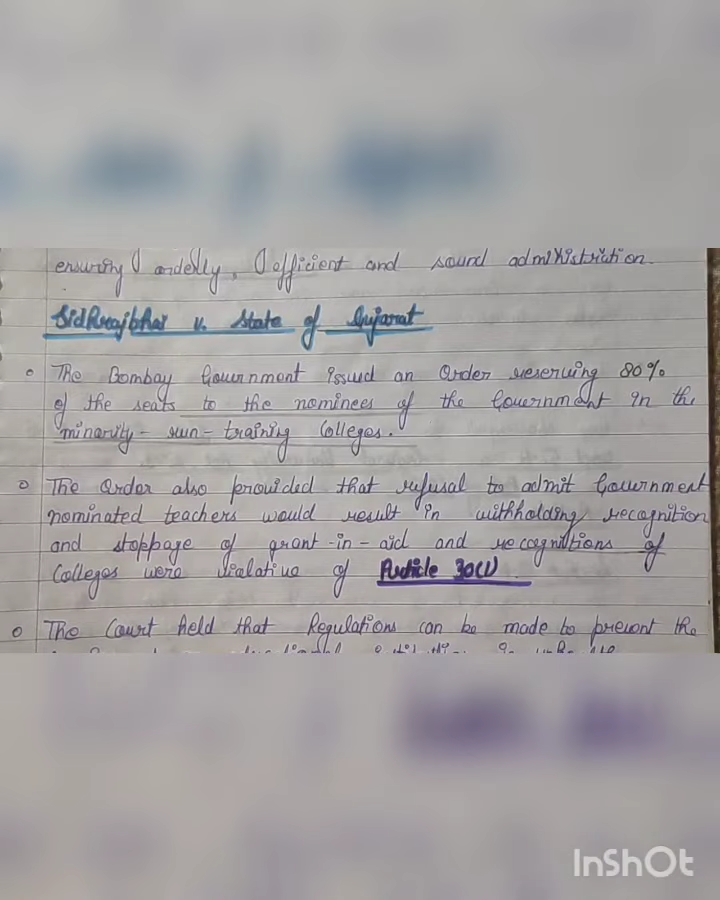 ensuring orderly, efficient and sound administration.
Sidhrajbhai v. State of Gujarat
The Bombay Government issued an Order reserving 80%
of the seats to the nominees of the Government in the
minority-run-training Colleges.
The Order also provided that refusal to admit Government
nominated teachers would result in withholding recognition
and stoppage of grant-in-aid and recognitions of
Colleges were violative of Article 30(1)
The Court held that Regulations can be made to prevent the
InShOt